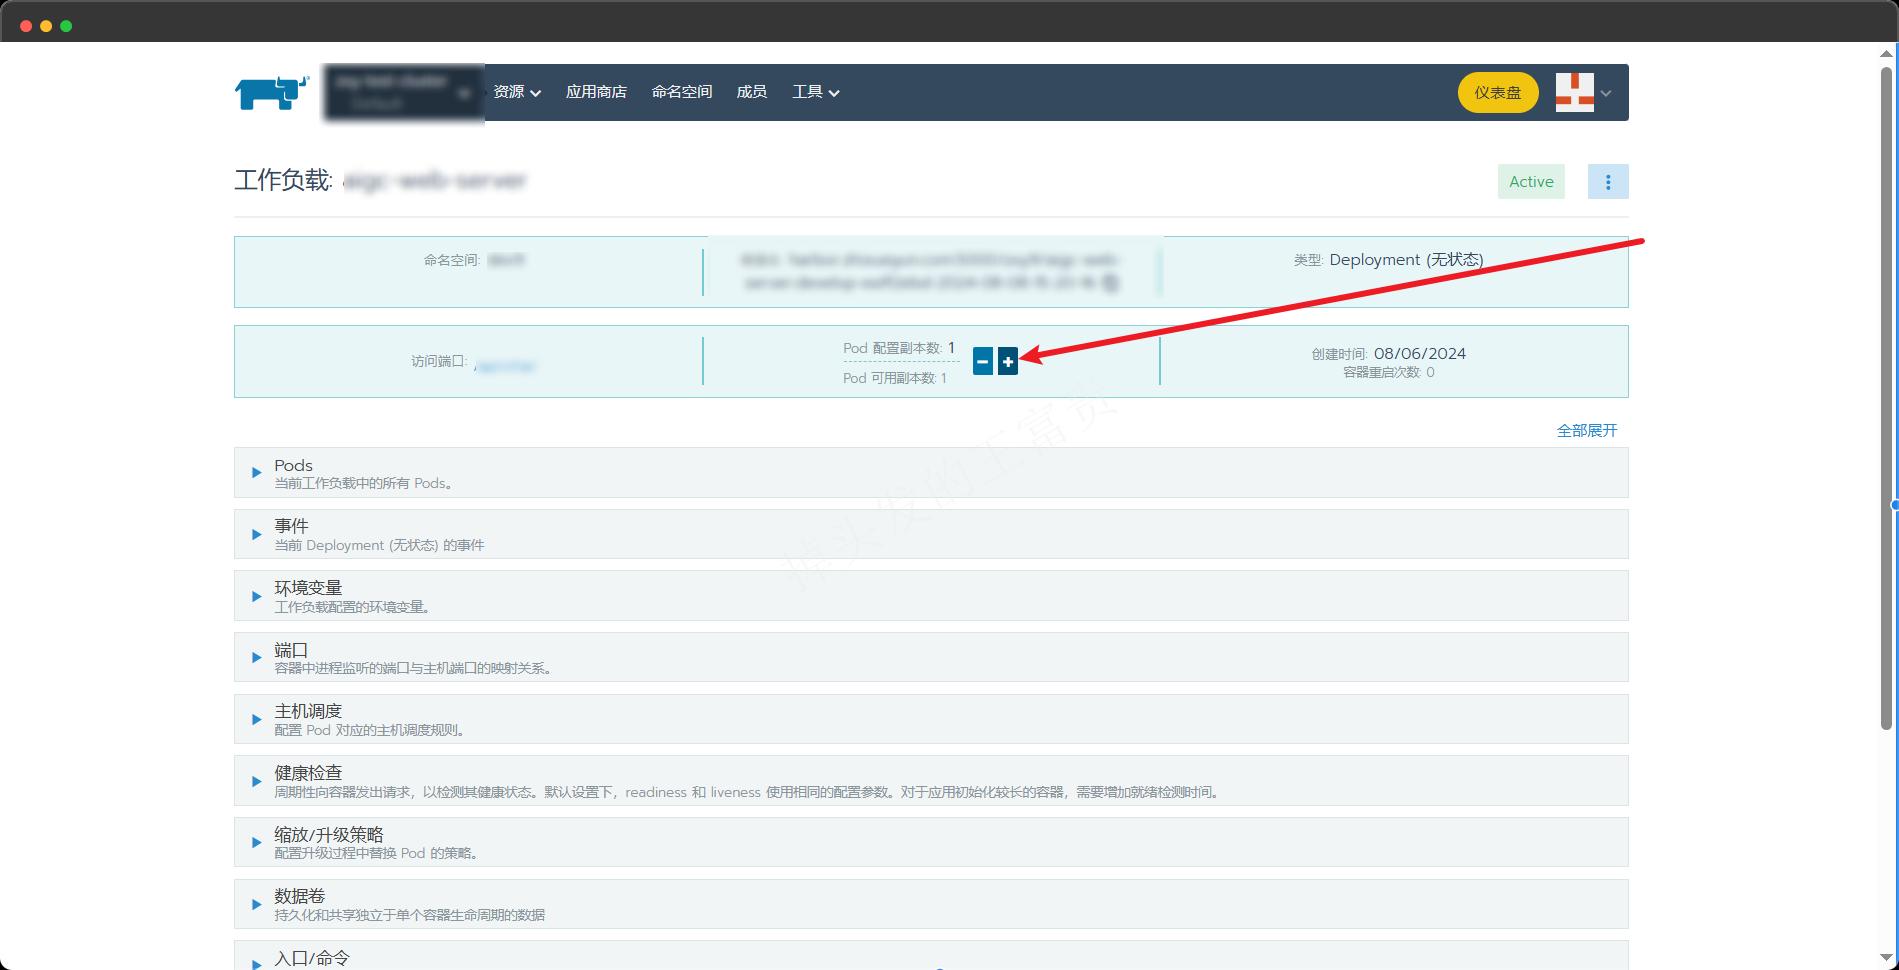 资源
应用商店
命名空间
成员
工具
仪表盘
工作负载:
Active
命名空间:
类型: Deployment (无状态)
访问端口:
Pod 配置副本数: 1
Pod 可用副本数: 1
创建时间: 08/06/2024
容器重启次数: 0
全部展开
Pods
当前工作负载中的所有 Pods。
事件
当前 Deployment (无状态) 的事件
环境变量
工作负载配置的环境变量。
端口
容器中进程监听的端口与主机端口的映射关系。
主机调度
配置 Pod 对应的主机调度规则。
健康检查
周期性向容器发出请求，以检测其健康状态。默认设置下，readiness 和 liveness 使用相同的配置参数。对于应用初始化较长的容器，需要增加就绪检测时间。
缩放/升级策略
配置升级过程中替换 Pod 的策略。
数据卷
持久化和共享独立于单个容器生命周期的数据
入口/命令
掉头发的王富贵